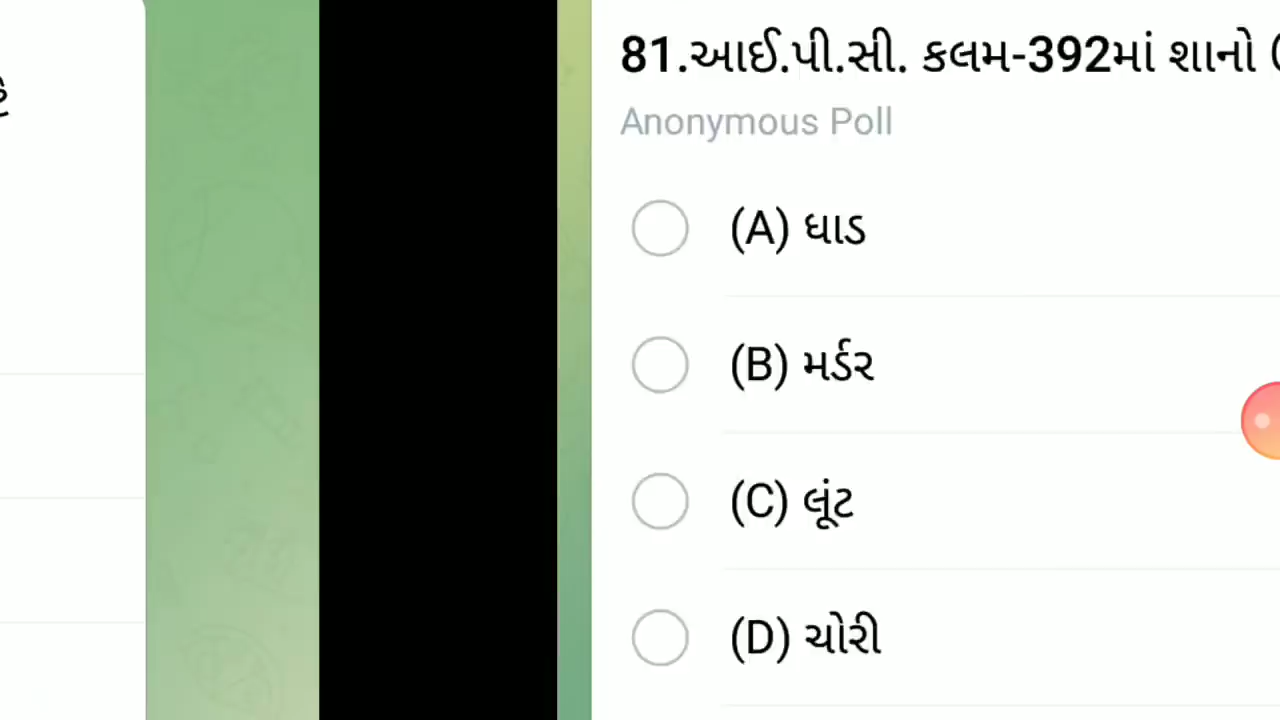 81.આઈ.પી.સી. કલમ-392માં શાનો
Anonymous Poll
(A) ધાડ
(B) મર્ડર
(C) લૂંટ
(D) ચોરી